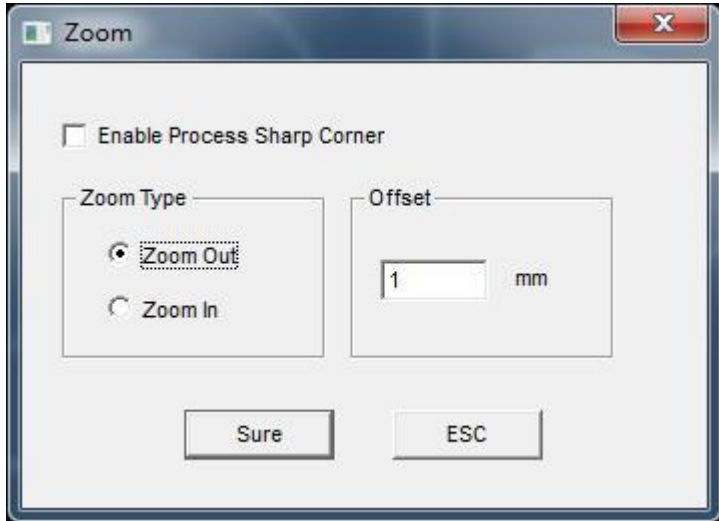 Zoom
Enable Process Sharp Corner
Zoom Type
Offset
Zoom Out
1 mm
Zoom In
Sure
ESC